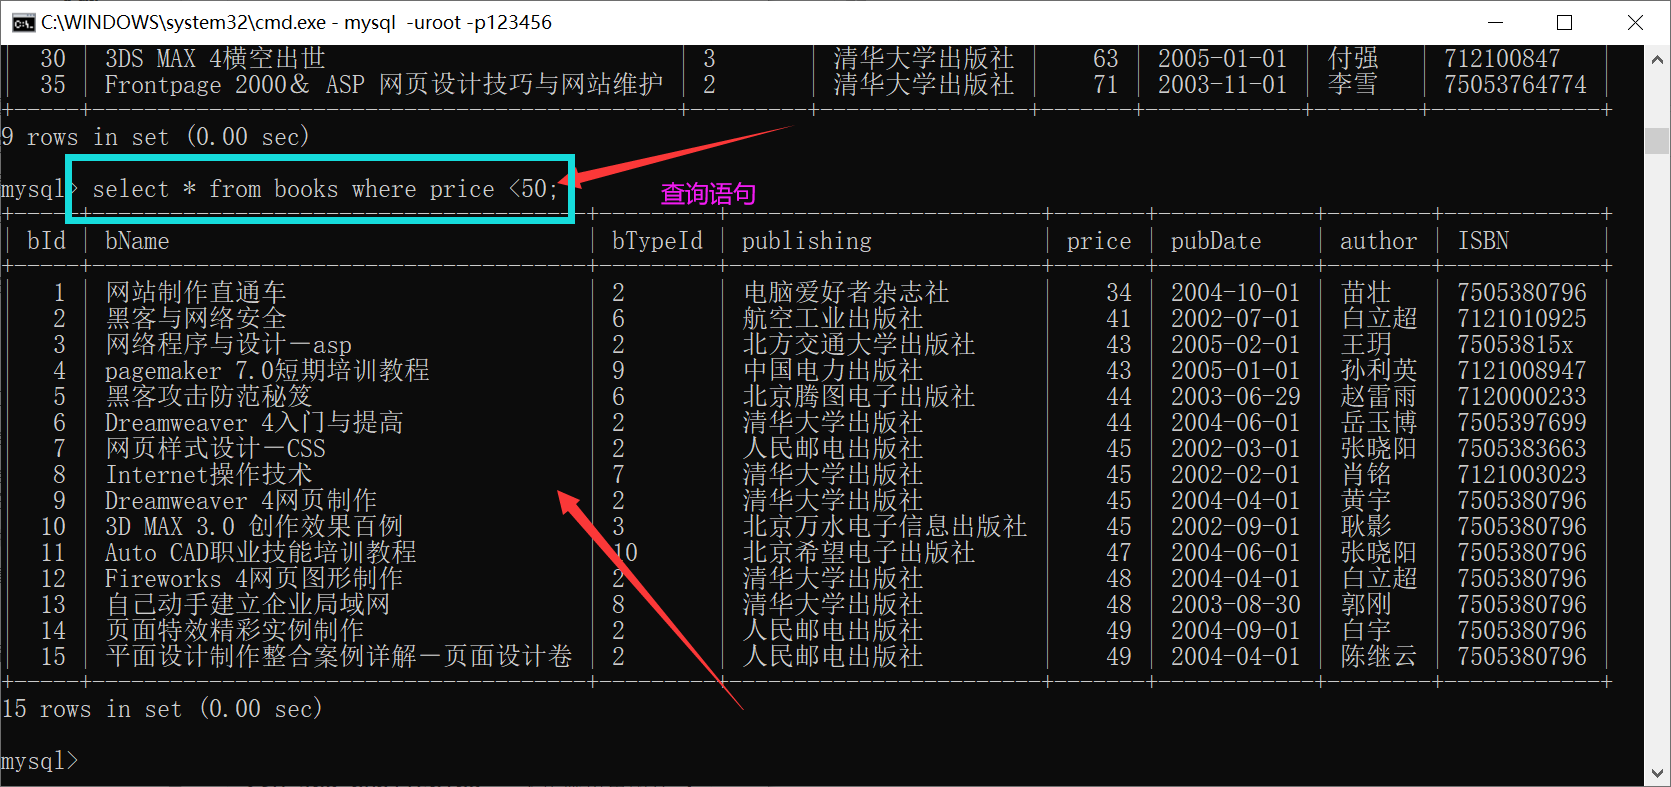 C:\WINDOWS\system32\cmd.exe - mysql -uroot -p123456
| 30 | 3DS MAX 4横空出世 | 3 | 清华大学出版社 | 63 | 2005-01-01 | 付强 | 712100847 |
| 35 | Frontpage 2000& ASP 网页设计技巧与网站维护 | 2 | 清华大学出版社 | 71 | 2003-11-01 | 李雪 | 75053764774 |
9 rows in set (0.00 sec)
mysql> select * from books where price <50;
查询语句
| bId | bName | bTypeId | publishing | price | pubDate | author | ISBN |
| 1 | 网站制作直通车 | 2 | 电脑爱好者杂志社 | 34 | 2004-10-01 | 苗壮 | 7505380796 |
| 2 | 黑客与网络安全 | 6 | 航空工业出版社 | 41 | 2002-07-01 | 白立超 | 7121010925 |
| 3 | 网络程序与设计－asp | 2 | 北方交通大学出版社 | 43 | 2005-02-01 | 王玥 | 75053815x |
| 4 | pagemaker 7.0短期培训教程 | 9 | 中国电力出版社 | 43 | 2005-01-01 | 孙利英 | 7121008947 |
| 5 | 黑客攻击防范秘笈 | 6 | 北京腾图电子出版社 | 44 | 2003-06-29 | 赵雷雨 | 7120000233 |
| 6 | Dreamweaver 4入门与提高 | 2 | 清华大学出版社 | 44 | 2004-06-01 | 岳玉博 | 7505397699 |
| 7 | 网页样式设计－CSS | 2 | 人民邮电出版社 | 45 | 2002-03-01 | 张晓阳 | 7505383663 |
| 8 | Internet操作技术 | 7 | 清华大学出版社 | 45 | 2002-02-01 | 肖铭 | 7121003023 |
| 9 | Dreamweaver 4网页制作 | 2 | 清华大学出版社 | 45 | 2004-04-01 | 黄宇 | 7505380796 |
| 10 | 3D MAX 3.0 创作效果百例 | 3 | 北京万水电子信息出版社 | 45 | 2002-09-01 | 耿影 | 7505380796 |
| 11 | Auto CAD职业技能培训教程 | 10 | 北京希望电子出版社 | 47 | 2004-06-01 | 张晓阳 | 7505380796 |
| 12 | Fireworks 4网页图形制作 | 2 | 清华大学出版社 | 48 | 2004-04-01 | 白立超 | 7505380796 |
| 13 | 自己动手建立企业局域网 | 8 | 清华大学出版社 | 48 | 2003-08-30 | 郭刚 | 7505380796 |
| 14 | 页面特效精彩实例制作 | 2 | 人民邮电出版社 | 49 | 2004-09-01 | 白宇 | 7505380796 |
| 15 | 平面设计制作整合案例详解－页面设计卷 | 2 | 人民邮电出版社 | 49 | 2004-04-01 | 陈继云 | 7505380796 |
15 rows in set (0.00 sec)
mysql>